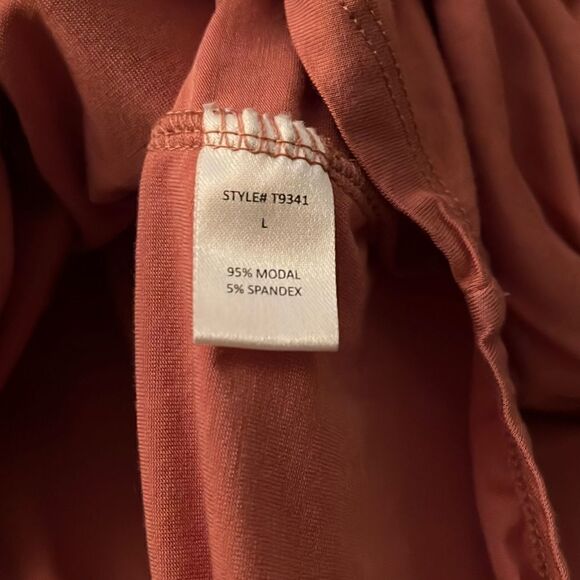 STYLE# T9341
L
95% MODAL
5% SPANDEX